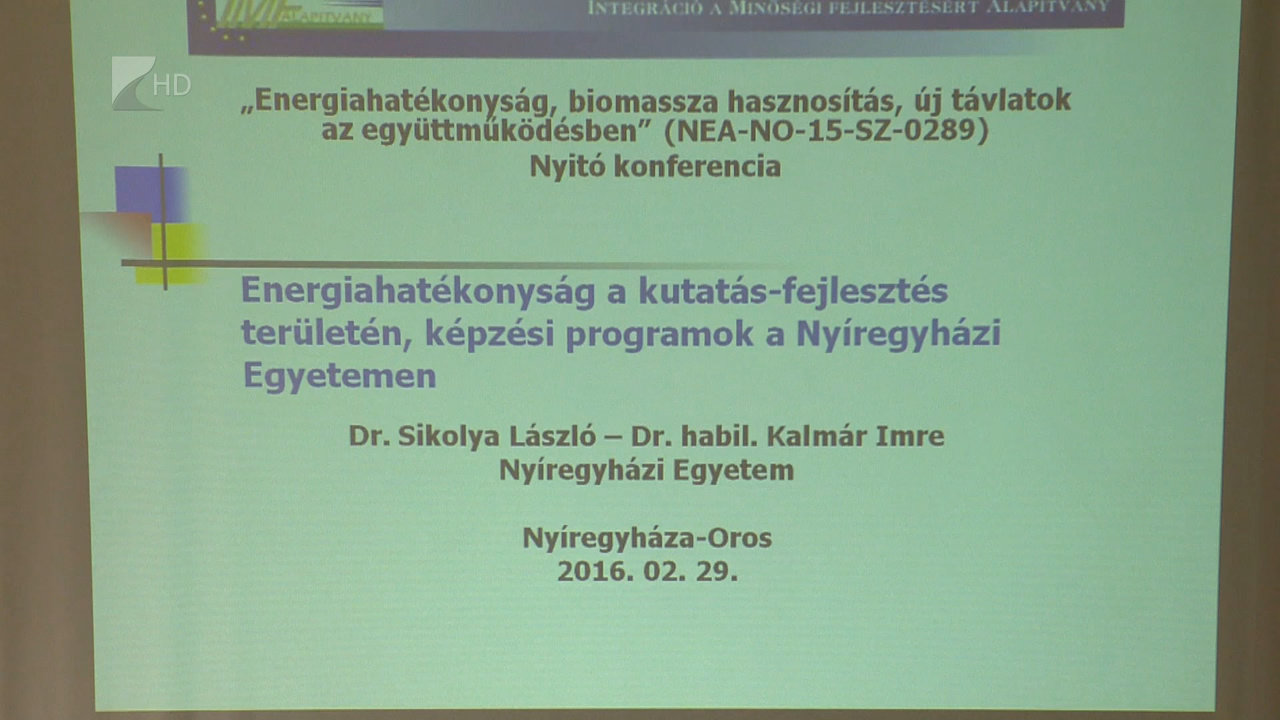 INTEGRÁCIÓ A MINŐSÉGI FEJLESZTÉSÉRT ALAPÍTVÁNY
ALAPÍTVÁNY
HD
„Energiahatékonyság, biomassza hasznosítás, új távlatok
az együttműködésben” (NEA-NO-15-SZ-0289)
Nyitó konferencia
Energiahatékonyság a kutatás-fejlesztés
területén, képzési programok a Nyíregyházi
Egyetemen
Dr. Sikolya László – Dr. habil. Kalmár Imre
Nyíregyházi Egyetem
Nyíregyháza-Oros
2016. 02. 29.